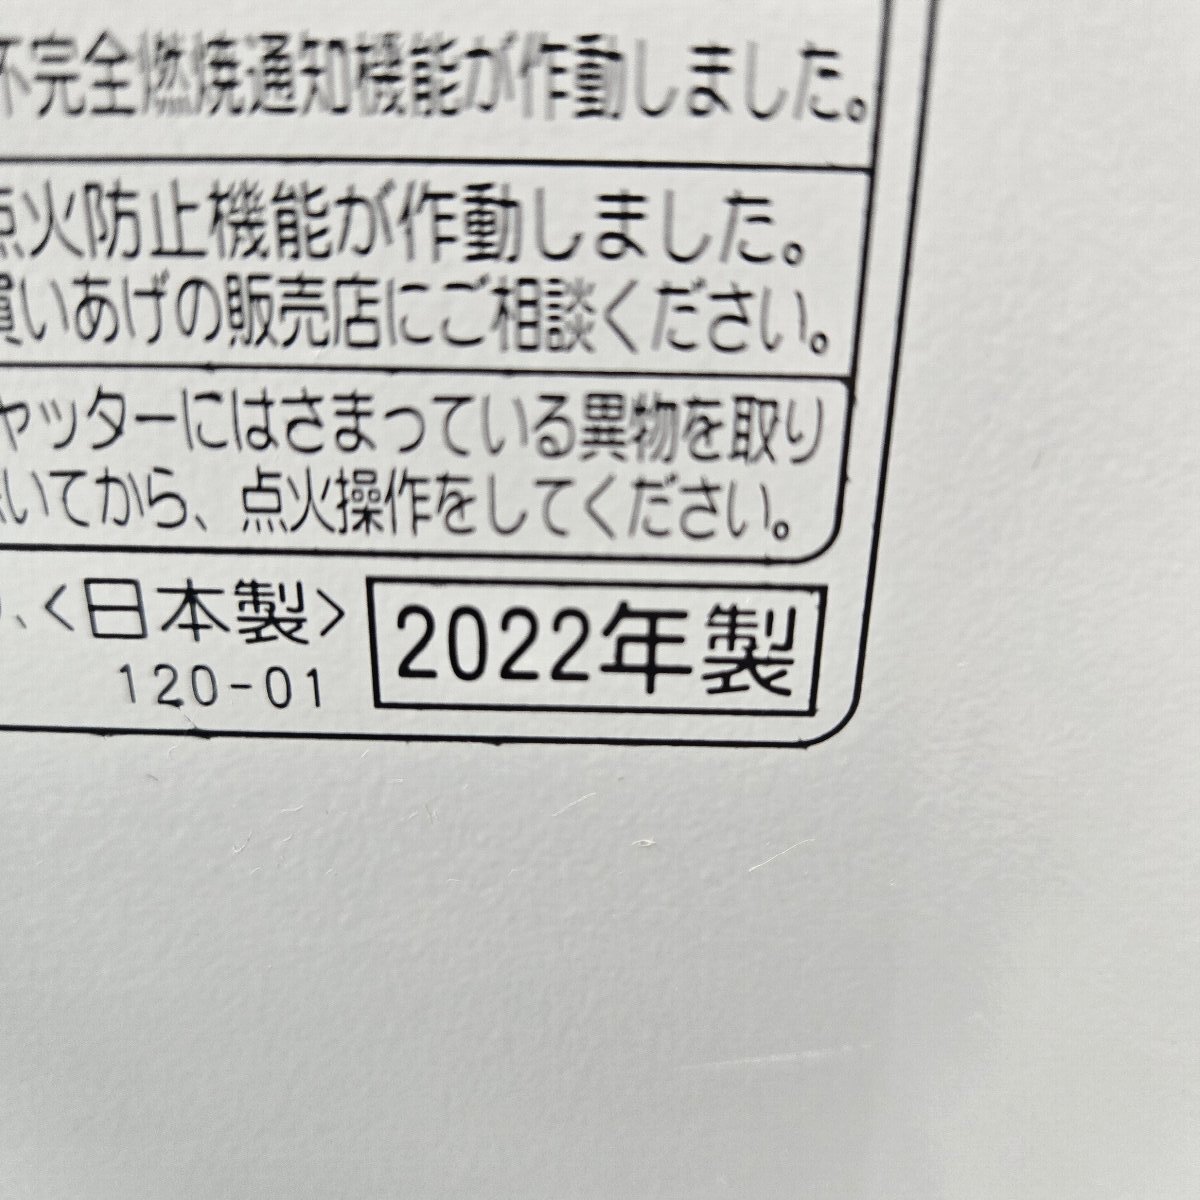 不完全燃焼通知機能が作動しました。
点火防止機能が作動しました。
買いあげの販売店にご相談ください。
ャッターにはさまっている異物を取り
いてから、点火操作をしてください。
、<日本製> 2022年製
120-01